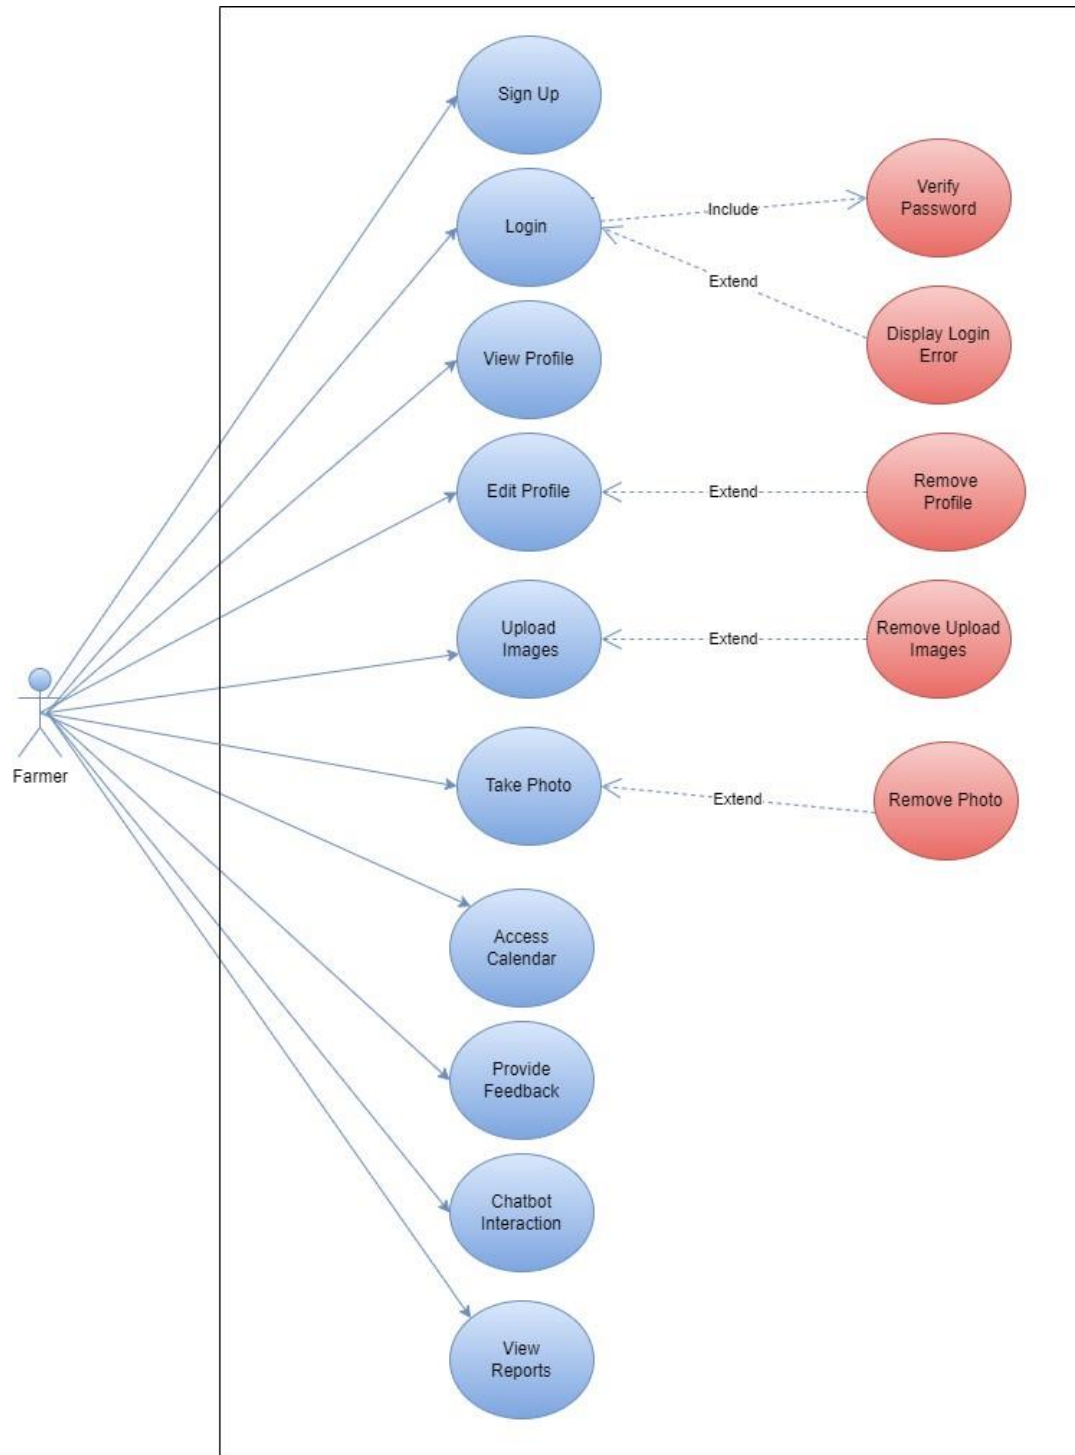 Sign Up
Login
Include
Verify
Password
Extend
Display Login
Error
View Profile
Edit Profile
Extend
Remove
Profile
Upload
Images
Extend
Remove Upload
Images
Farmer
Take Photo
Extend
Remove Photo
Access
Calendar
Provide
Feedback
Chatbot
Interaction
View
Reports